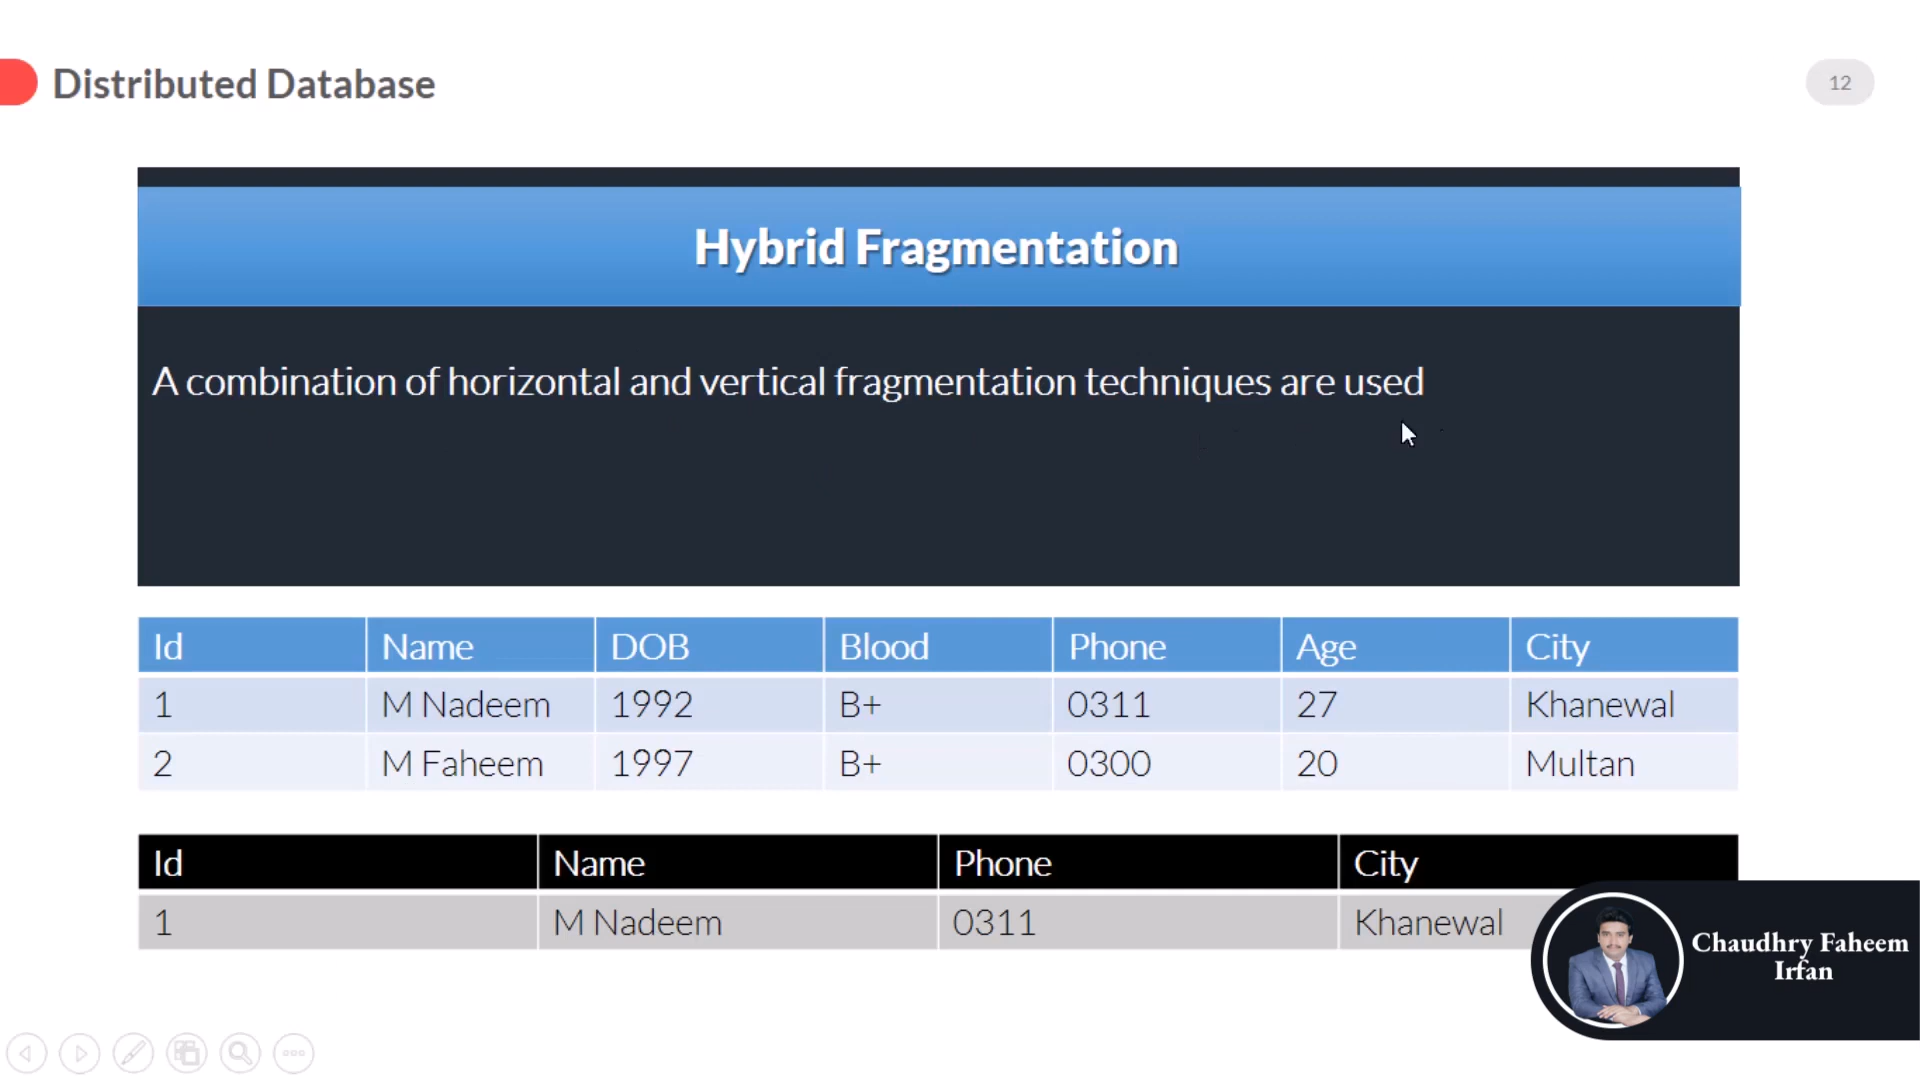 Distributed Database
12
Hybrid Fragmentation
A combination of horizontal and vertical fragmentation techniques are used
Id Name DOB Blood Phone Age City
1 M Nadeem 1992 B+ 0311 27 Khanewal
2 M Faheem 1997 B+ 0300 20 Multan
Id Name Phone City
1 M Nadeem 0311 Khanewal
Chaudhry Faheem
Irfan